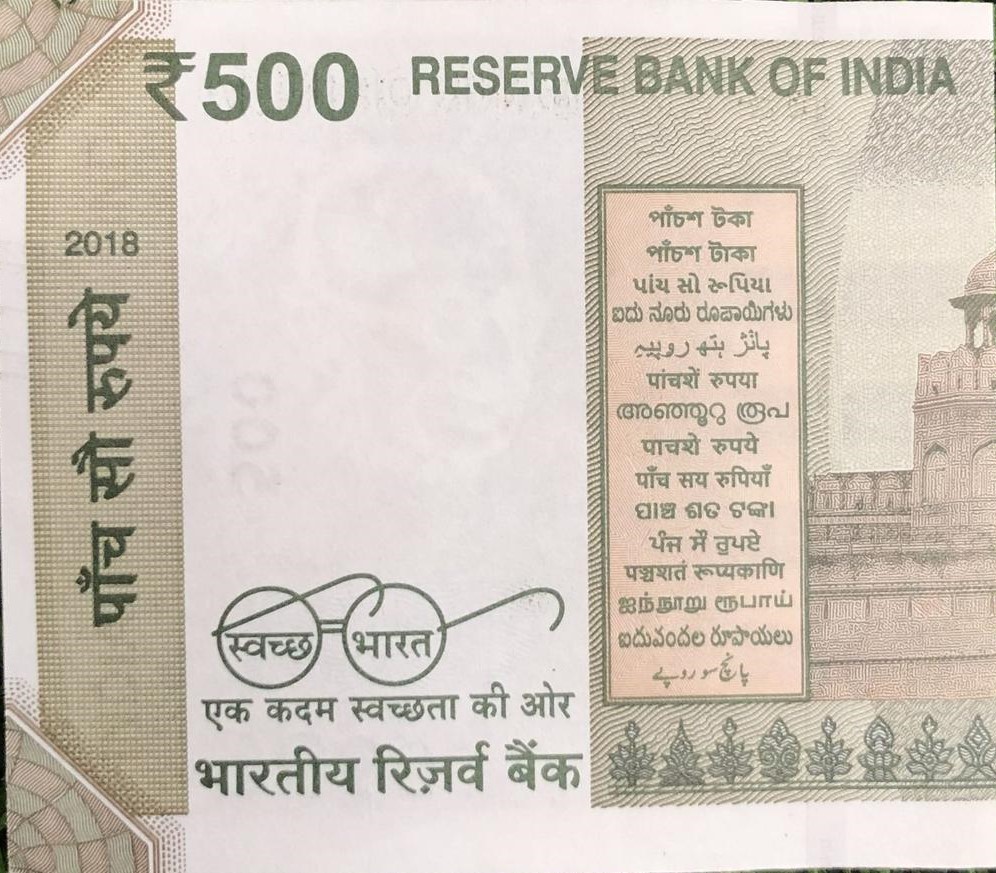 ₹500
RESERVE BANK OF INDIA
2018
पाँच सौ रुपये
পাঁচশ টকা
পাঁচশ টাকা
પાંચ સો રૂપિયા
ಐದು ನೂರು ರೂಪಾಯಿಗಳು
پانژ ہتھ روپیہ
पांचशें रुपया
അഞ്ഞൂറു രൂപ
पाचशे रुपये
पाँच सय रुपियाँ
ପାଞ୍ଚ ଶତ ଟଙ୍କା
ਪੰਜ ਸੌ ਰੁਪਏ
पञ्चशतं रूप्यकाणि
ஐந்நூறு ரூபாய்
ఐదువందల రూపాయలు
پانچ سو روپے
स्वच्छ भारत
एक कदम स्वच्छता की ओर
भारतीय रिज़र्व बैंक